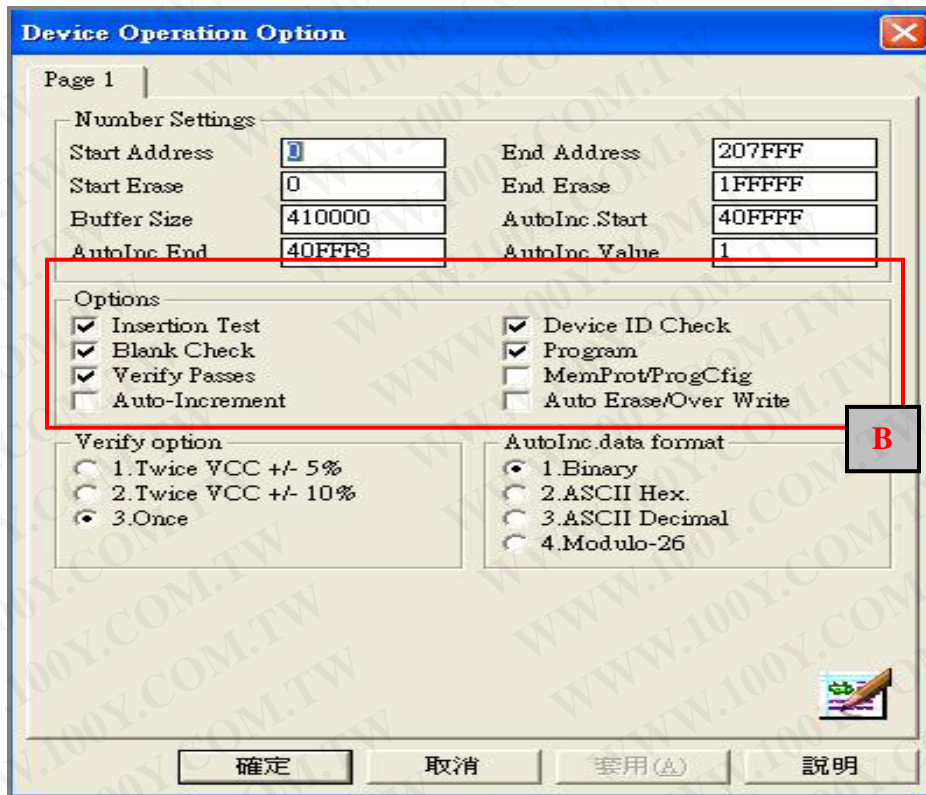 Device Operation Option
Page 1
Number Settings
Start Address 0 End Address 207FFF
Start Erase 0 End Erase 1FFFFF
Buffer Size 410000 AutoInc.Start 40FFFF
AutoInc.End 40FFF8 AutoInc.Value 1
Options
Insertion Test Device ID Check
Blank Check Program
Verify Passes MemProt/ProgCfig
Auto-Increment Auto Erase/Over Write
B
Verify option AutoInc.data format
1.Twice VCC +/- 5% 1.Binary
2.Twice VCC +/- 10% 2.ASCII Hex.
3.Once 3.ASCII Decimal
4.Modulo-26
確定 取消 套用(A) 說明
WWW.100Y.COM.TW